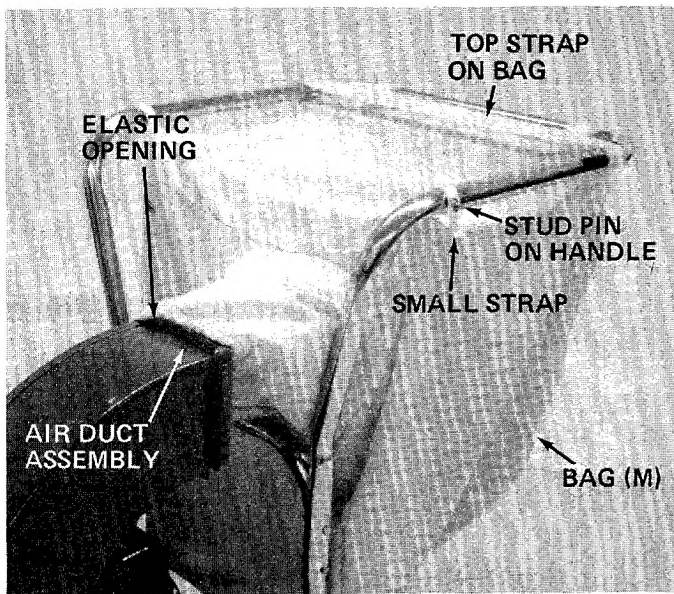 TOP STRAP
ON BAG
ELASTIC
OPENING
STUD PIN
ON HANDLE
SMALL STRAP
AIR DUCT
ASSEMBLY
BAG (M)